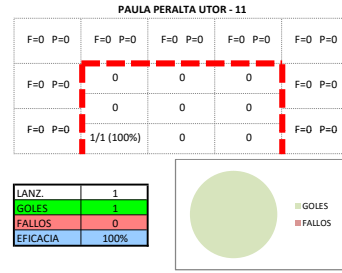 PAULA PERALTA UTOR - 11
F=0 P=0 F=0 P=0 F=0 P=0 F=0 P=0 F=0 P=0
F=0 P=0 0 0 0 F=0 P=0
0 0 0
F=0 P=0 1/1 (100%) 0 0 F=0 P=0
LANZ. 1
GOLES 1
FALLOS 0
EFICACIA 100%
GOLES
FALLOS